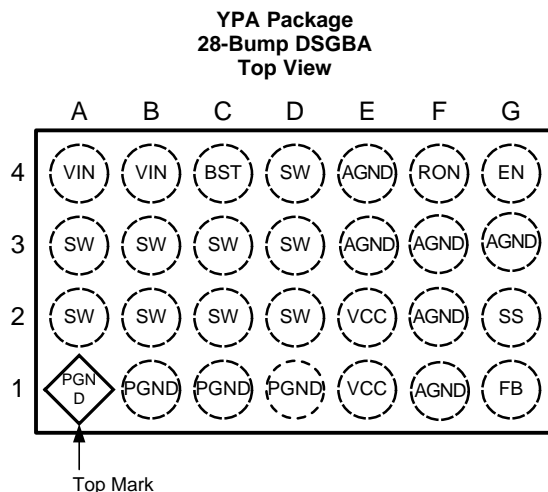 YPA Package
28-Bump DSGBA
Top View
A B C D E F G
4 VIN VIN BST SW AGND RON EN
3 SW SW SW SW AGND AGND AGND
2 SW SW SW SW VCC AGND SS
1 PGN
D PGND PGND PGND VCC AGND FB
Top Mark